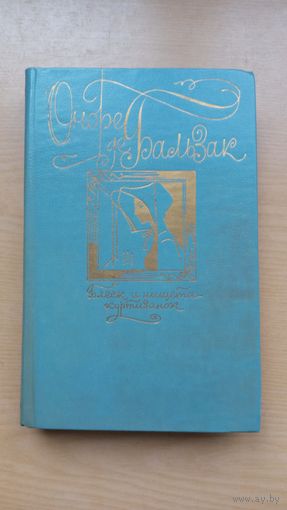 Оноре
де Бальзак
Блеск и нищета
куртизанок
www.ay.by